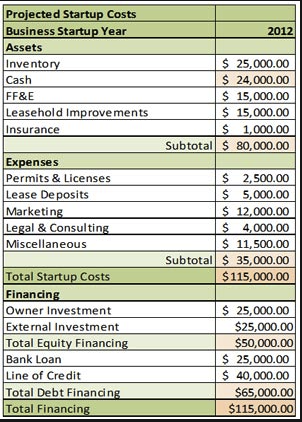 Projected Startup Costs
Business Startup Year 2012
Assets
Inventory $ 25,000.00
Cash $ 24,000.00
FF&E $ 15,000.00
Leasehold Improvements $ 15,000.00
Insurance $ 1,000.00
Subtotal $ 80,000.00
Expenses
Permits & Licenses $ 2,500.00
Lease Deposits $ 5,000.00
Marketing $ 12,000.00
Legal & Consulting $ 4,000.00
Miscellaneous $ 11,500.00
Subtotal $ 35,000.00
Total Startup Costs $115,000.00
Financing
Owner Investment $ 25,000.00
External Investment $25,000.00
Total Equity Financing $50,000.00
Bank Loan $ 25,000.00
Line of Credit $ 40,000.00
Total Debt Financing $65,000.00
Total Financing $115,000.00